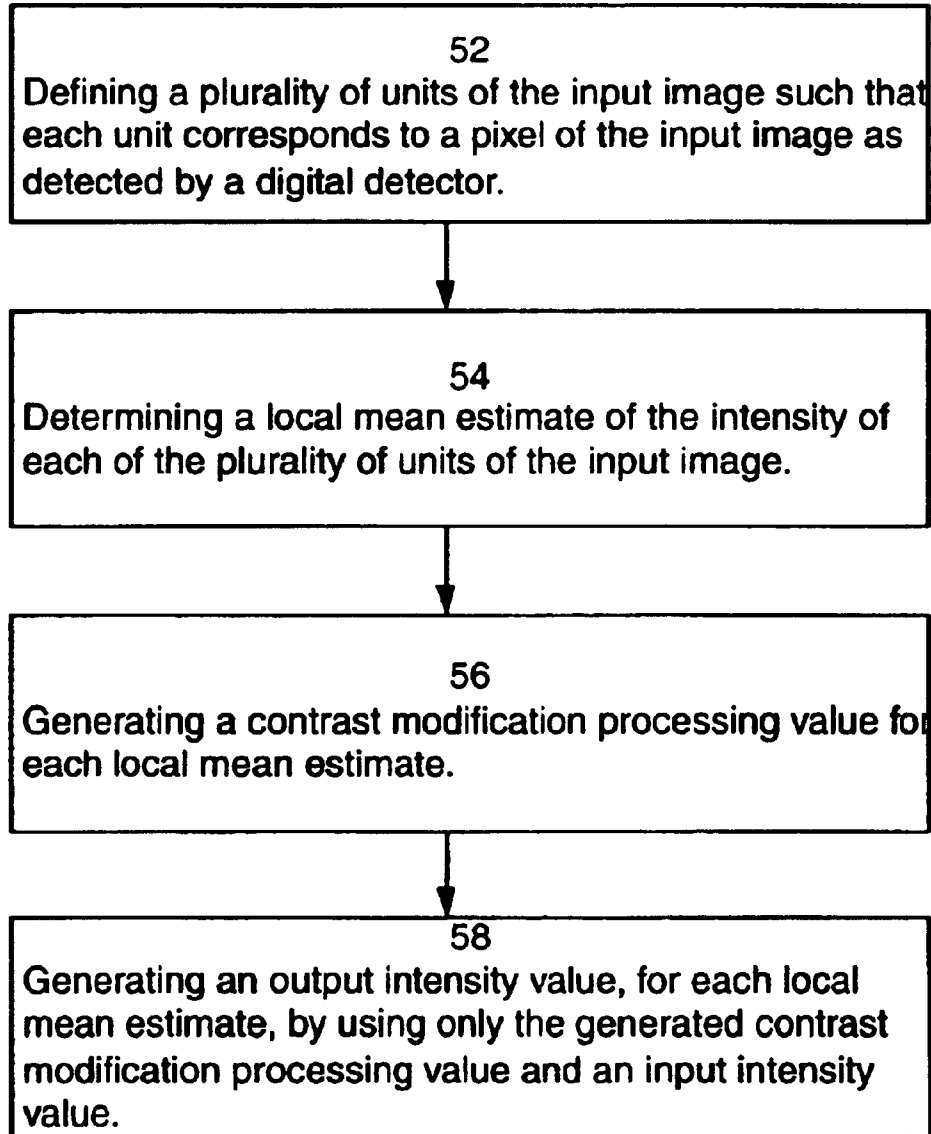 52
Defining a plurality of units of the input image such that
each unit corresponds to a pixel of the input image as
detected by a digital detector.
54
Determining a local mean estimate of the intensity of
each of the plurality of units of the input image.
56
Generating a contrast modification processing value for
each local mean estimate.
58
Generating an output intensity value, for each local
mean estimate, by using only the generated contrast
modification processing value and an input intensity
value.